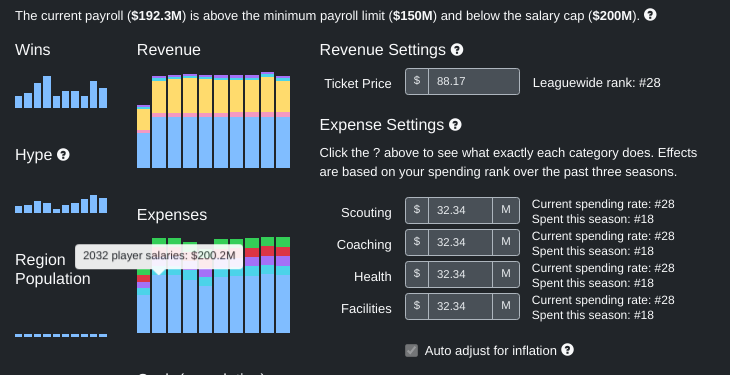 The current payroll ($192.3M) is above the minimum payroll limit ($150M) and below the salary cap ($200M). ?
Wins
Revenue
Revenue Settings ?
Ticket Price $ 88.17 Leaguewide rank: #28
Expense Settings ?
Hype ?
Click the ? above to see what exactly each category does. Effects
are based on your spending rank over the past three seasons.
Expenses
Scouting $ 32.34 M Current spending rate: #28
Spent this season: #18
Coaching $ 32.34 M Current spending rate: #28
Spent this season: #18
2032 player salaries: $200.2M
Region
Population
Health $ 32.34 M Current spending rate: #28
Spent this season: #18
Facilities $ 32.34 M Current spending rate: #28
Spent this season: #18
Auto adjust for inflation ?